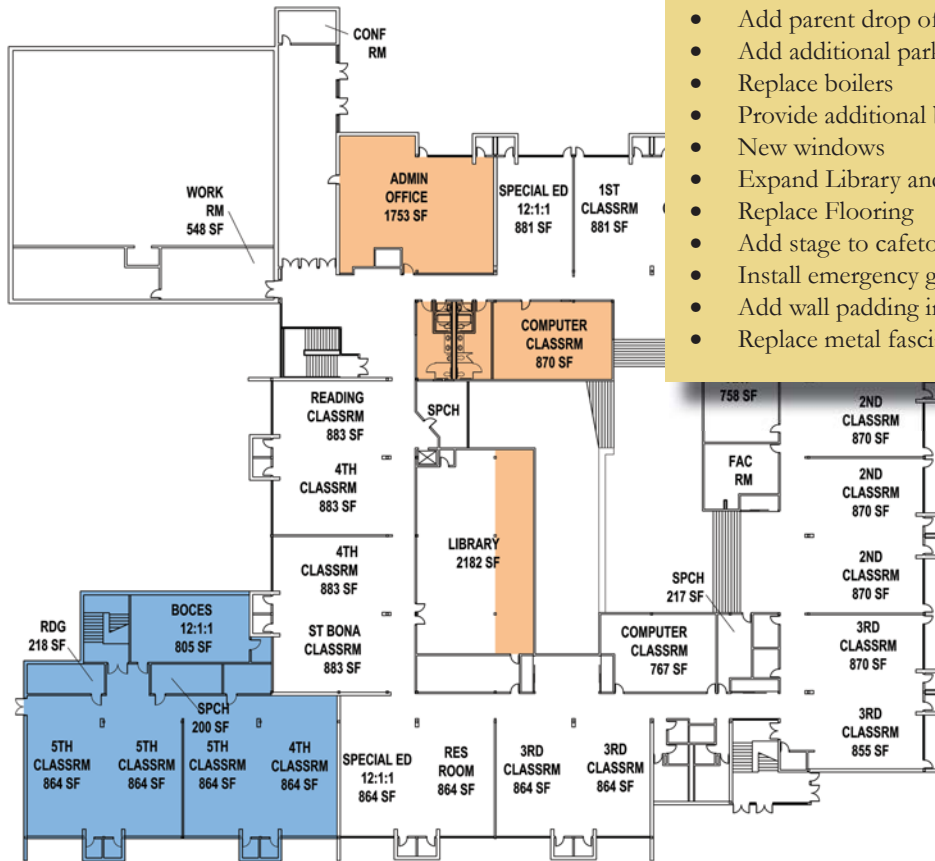 • Add parent drop of
• Add additional park
• Replace boilers
• Provide additional
• New windows
• Expand Library and
• Replace Flooring
• Add stage to cafeto
• Install emergency g
• Add wall padding in
• Replace metal fasci
CONF
RM
WORK
RM
548 SF
ADMIN
OFFICE
1753 SF
SPECIAL ED
12:1:1
881 SF
1ST
CLASSRM
881 SF
COMPUTER
CLASSRM
870 SF
READING
CLASSRM
883 SF
SPCH
758 SF
2ND
CLASSRM
870 SF
4TH
CLASSRM
883 SF
FAC
RM
2ND
CLASSRM
870 SF
4TH
CLASSRM
883 SF
LIBRARY
2182 SF
2ND
CLASSRM
870 SF
SPCH
217 SF
RDG
218 SF
BOCES
12:1:1
805 SF
ST BONA
CLASSRM
883 SF
COMPUTER
CLASSRM
767 SF
3RD
CLASSRM
870 SF
SPCH
200 SF
5TH
CLASSRM
864 SF
5TH
CLASSRM
864 SF
5TH
CLASSRM
864 SF
4TH
CLASSRM
864 SF
SPECIAL ED
12:1:1
864 SF
RES
ROOM
864 SF
3RD
CLASSRM
864 SF
3RD
CLASSRM
864 SF
3RD
CLASSRM
855 SF